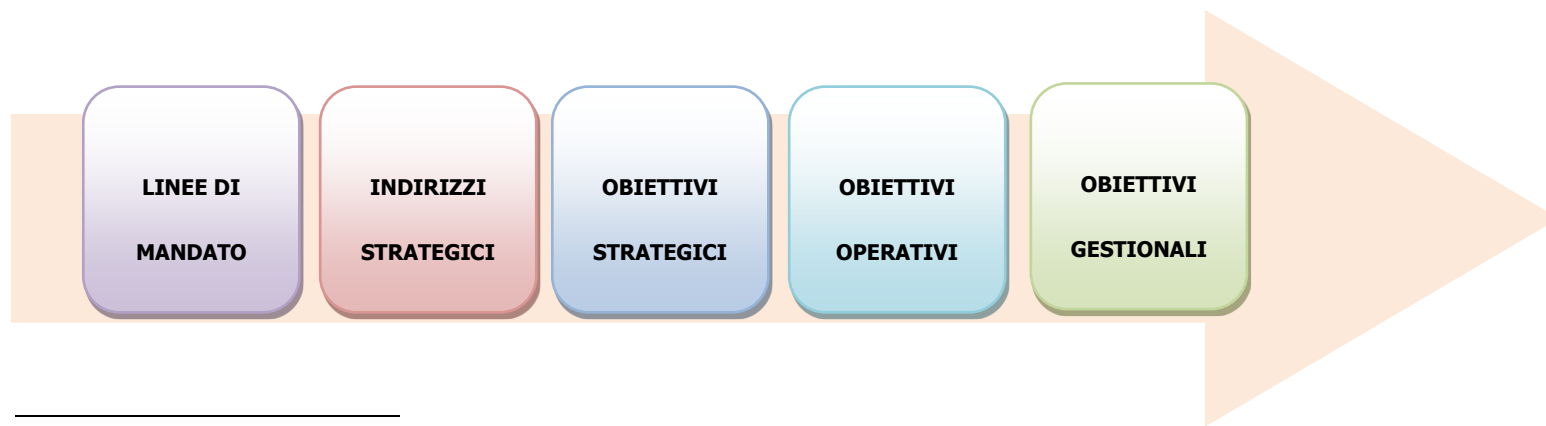 LINEE DI
MANDATO
INDIRIZZI
STRATEGICI
OBIETTIVI
STRATEGICI
OBIETTIVI
OPERATIVI
OBIETTIVI
GESTIONALI